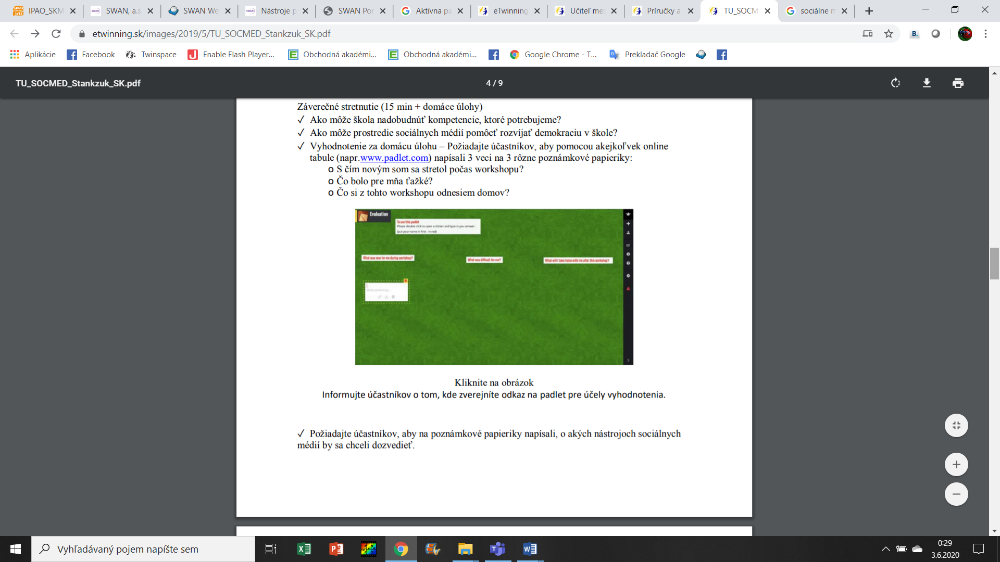 IPAO_SKM
SWAN, a.s
SWAN We
Nástroje p
SWAN Por
Aktívna pa
eTwinning
Učiteľ me
Príručky a
TU_SOCM
sociálne m
etwinning.sk/images/2019/5/TU_SOCMED_Stankzuk_SK.pdf
Aplikácie
Facebook
Twinspace
Enable Flash Player...
Obchodná akadémi...
Obchodná akadémi...
Google Chrome - T...
Prekladač Google
TU_SOCMED_Stankzuk_SK.pdf
4 / 9
Záverečné stretnutie (15 min + domáce úlohy)
✓ Ako môže škola nadobudnúť kompetencie, ktoré potrebujeme?
✓ Ako môže prostredie sociálnych médií pomôcť rozvíjať demokraciu v škole?
✓ Vyhodnotenie za domácu úlohu – Požiadajte účastníkov, aby pomocou akejkoľvek online
tabule (napr.www.padlet.com) napísali 3 veci na 3 rôzne poznámkové papieriky:
o S čím novým som sa stretol počas workshopu?
o Čo bolo pre mňa ťažké?
o Čo si z tohto workshopu odnesiem domov?
Evaluation
To use this padlet
Please double click to open a sticker and type in you answer .
(put your name in first - in red)
What was new for me during workshop?
What was difficult for me?
What will I take home with me after this workshop?
Write something...
Kliknite na obrázok
Informujte účastníkov o tom, kde zverejníte odkaz na padlet pre účely vyhodnotenia.
✓ Požiadajte účastníkov, aby na poznámkové papieriky napísali, o akých nástrojoch sociálnych
médií by sa chceli dozvedieť.
Vyhľadávaný pojem napíšte sem
0:29
3.6.2020